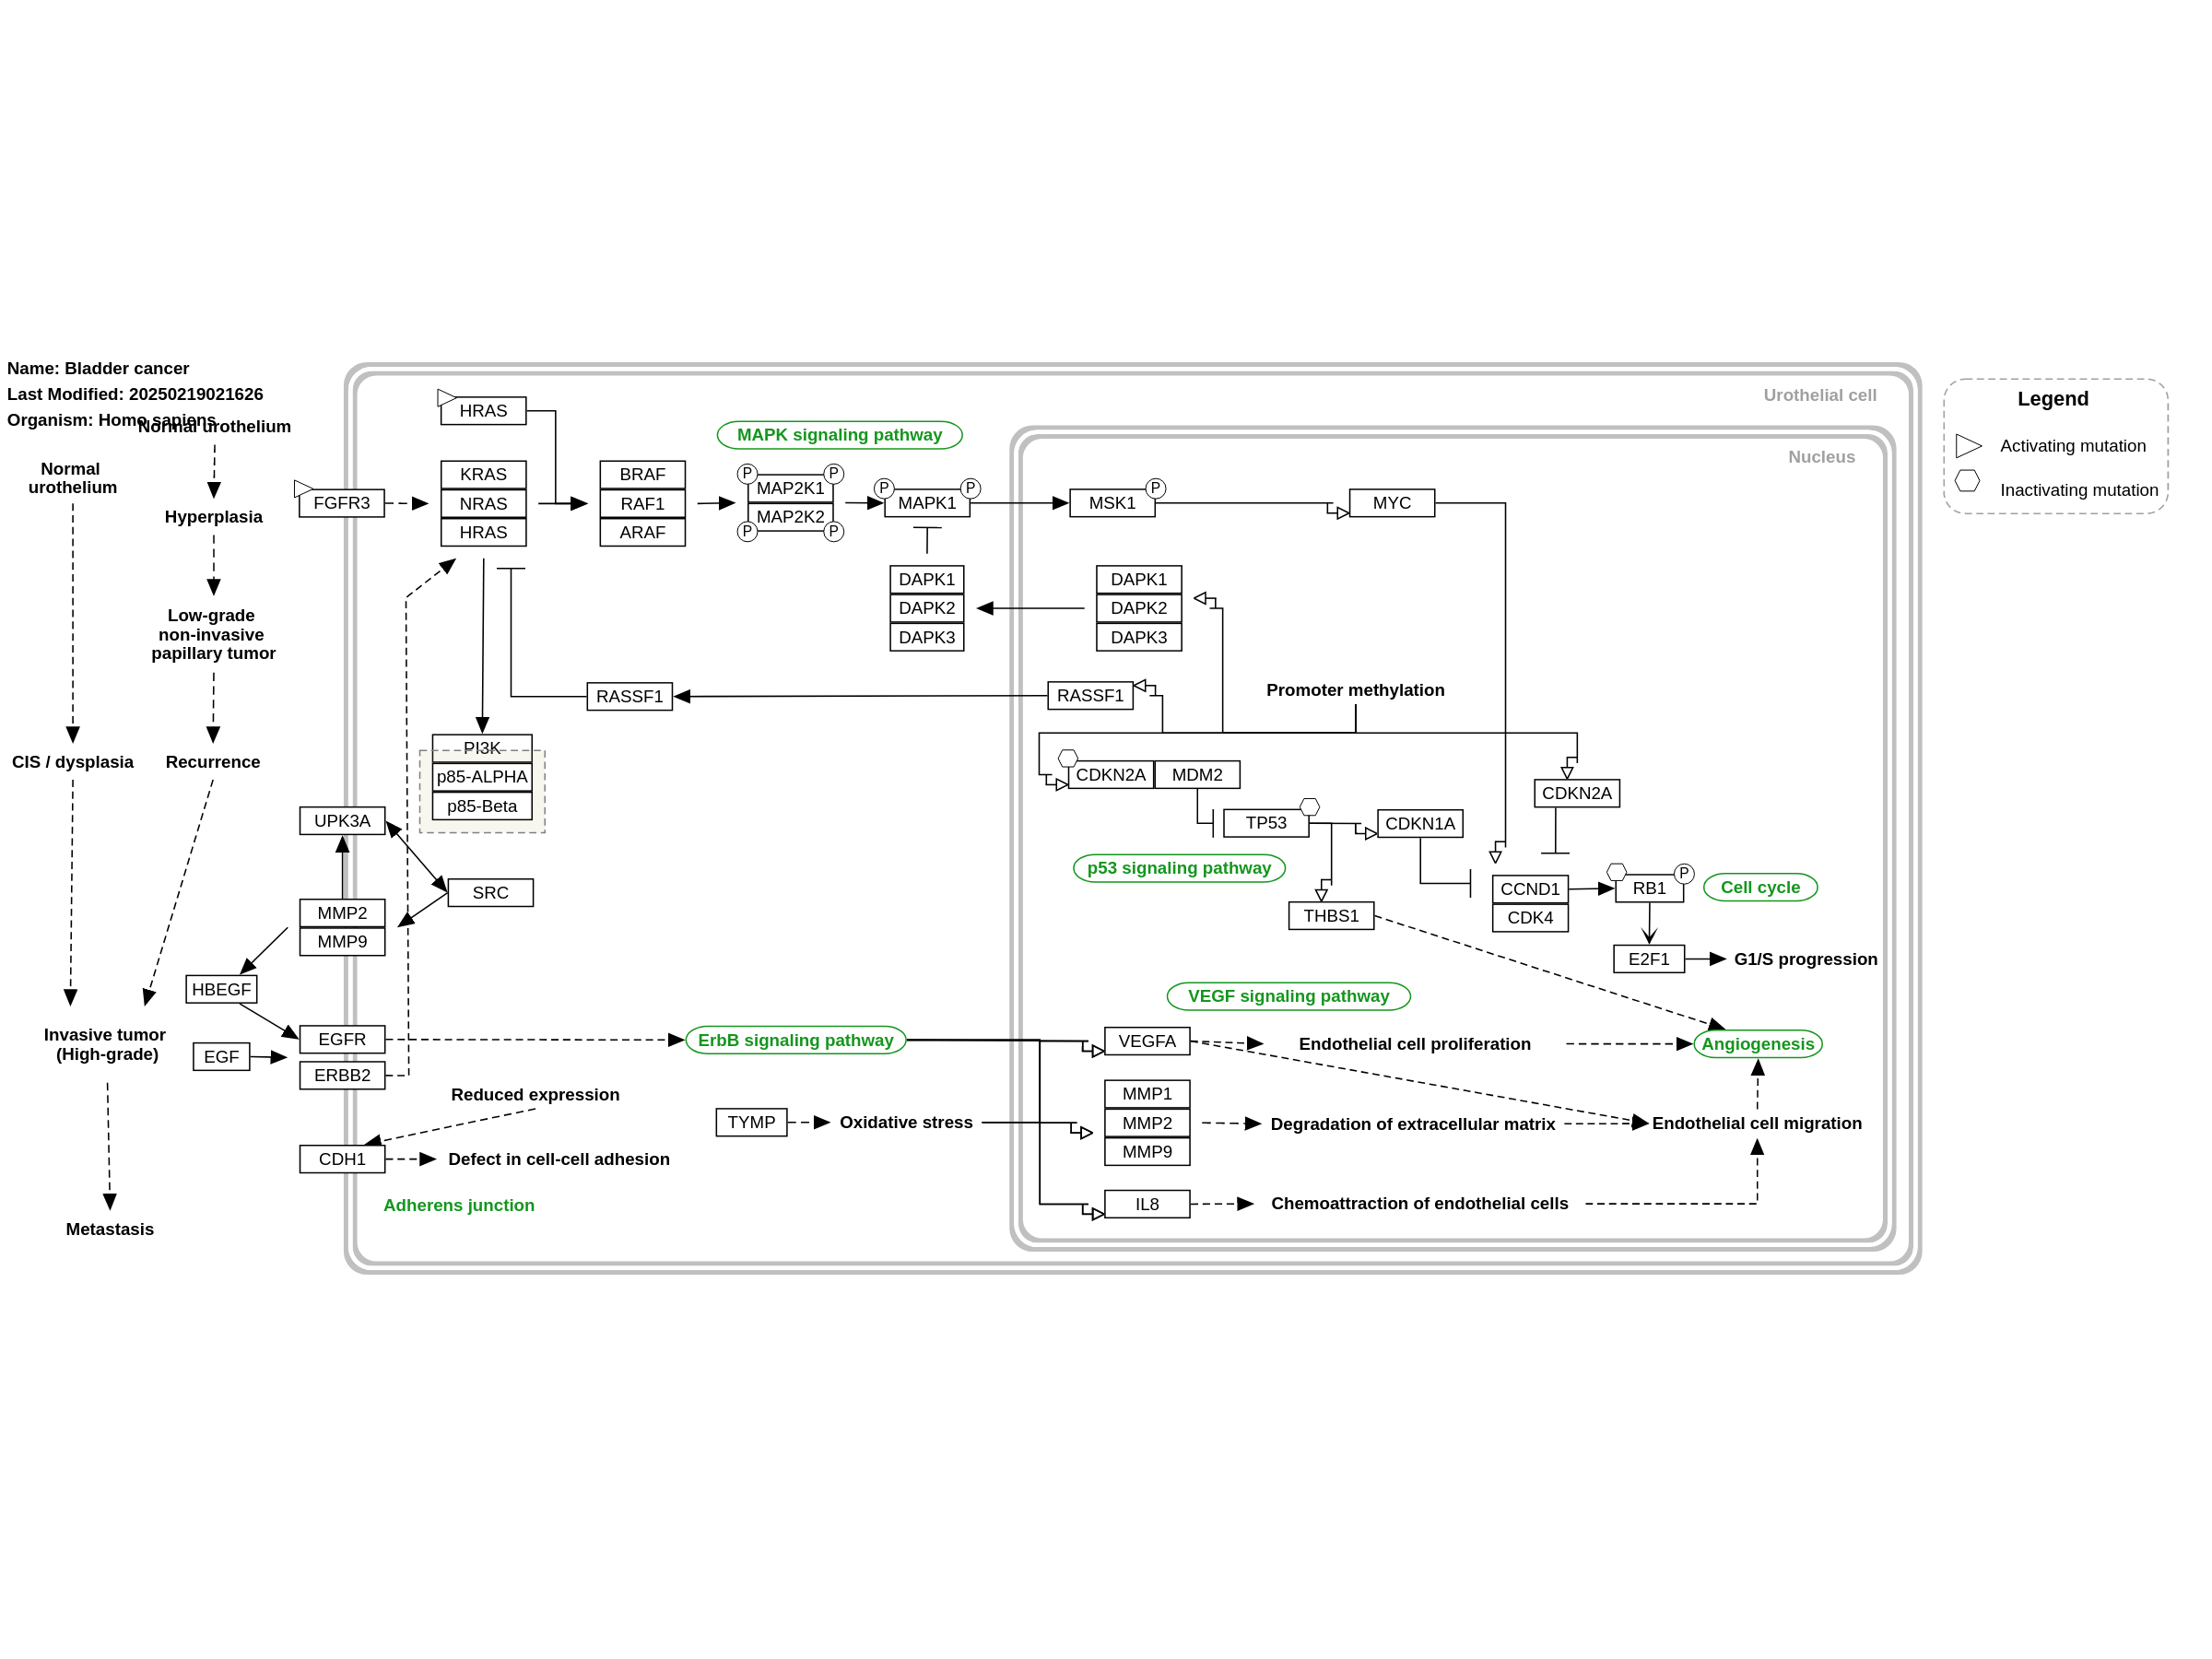 Name: Bladder cancer
Last Modified: 20250219021626
Organism: Homo sapiens
Normal urothelium
Normal
urothelium
Hyperplasia
Low-grade
non-invasive
papillary tumor
CIS / dysplasia
Recurrence
Invasive tumor
(High-grade)
Metastasis
Urothelial cell
Nucleus
Legend
Activating mutation
Inactivating mutation
HRAS
MAPK signaling pathway
FGFR3
KRAS
NRAS
HRAS
BRAF
RAF1
ARAF
P
P
MAP2K1
MAP2K2
P
P
P
P
MAPK1
P
MSK1
MYC
DAPK1
DAPK2
DAPK3
DAPK1
DAPK2
DAPK3
RASSF1
RASSF1
Promoter methylation
PI3K
p85-ALPHA
p85-Beta
CDKN2A
MDM2
CDKN2A
UPK3A
TP53
CDKN1A
p53 signaling pathway
SRC
MMP2
MMP9
THBS1
CCND1
CDK4
RB1
P
Cell cycle
E2F1
G1/S progression
HBEGF
VEGF signaling pathway
EGFR
EGF
ERBB2
ErbB signaling pathway
VEGFA
Endothelial cell proliferation
Angiogenesis
Reduced expression
TYMP
Oxidative stress
MMP1
MMP2
MMP9
Degradation of extracellular matrix
Endothelial cell migration
CDH1
Defect in cell-cell adhesion
Adherens junction
IL8
Chemoattraction of endothelial cells